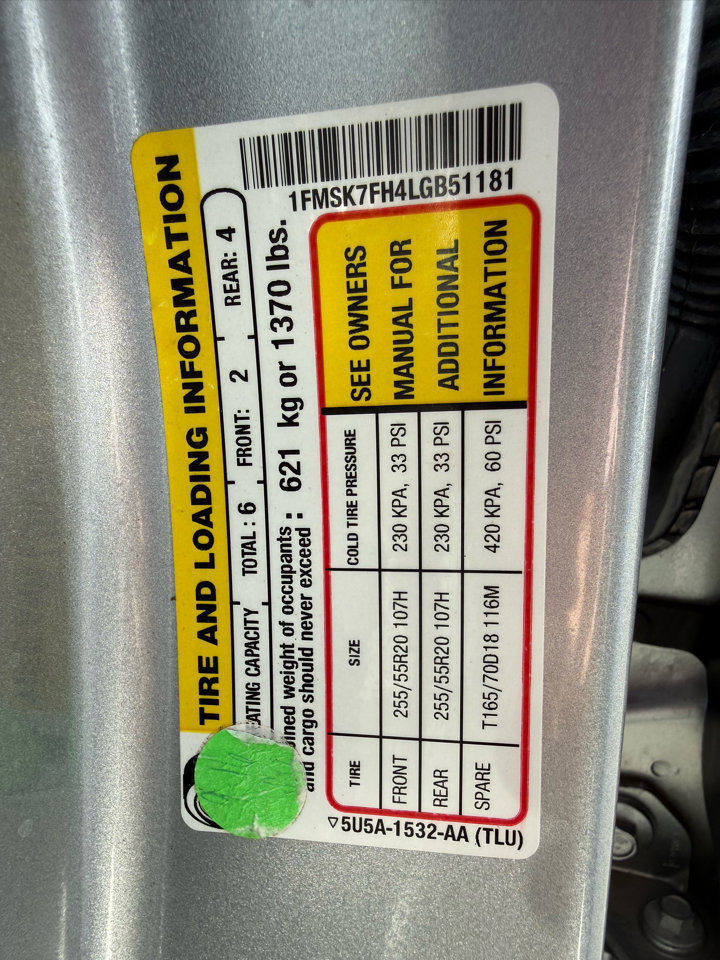 TIRE AND LOADING INFORMATION
1FMSK7FH4LGB51181
ATING CAPACITY TOTAL : 6 FRONT: 2 REAR: 4
ined weight of occupants
and cargo should never exceed : 621 kg or 1370 lbs.
TIRE SIZE COLD TIRE PRESSURE
FRONT 255/55R20 107H 230 KPA, 33 PSI
REAR 255/55R20 107H 230 KPA, 33 PSI
SPARE T165/70D18 116M 420 KPA, 60 PSI
SEE OWNERS
MANUAL FOR
ADDITIONAL
INFORMATION
▽5U5A-1532-AA (TLU)